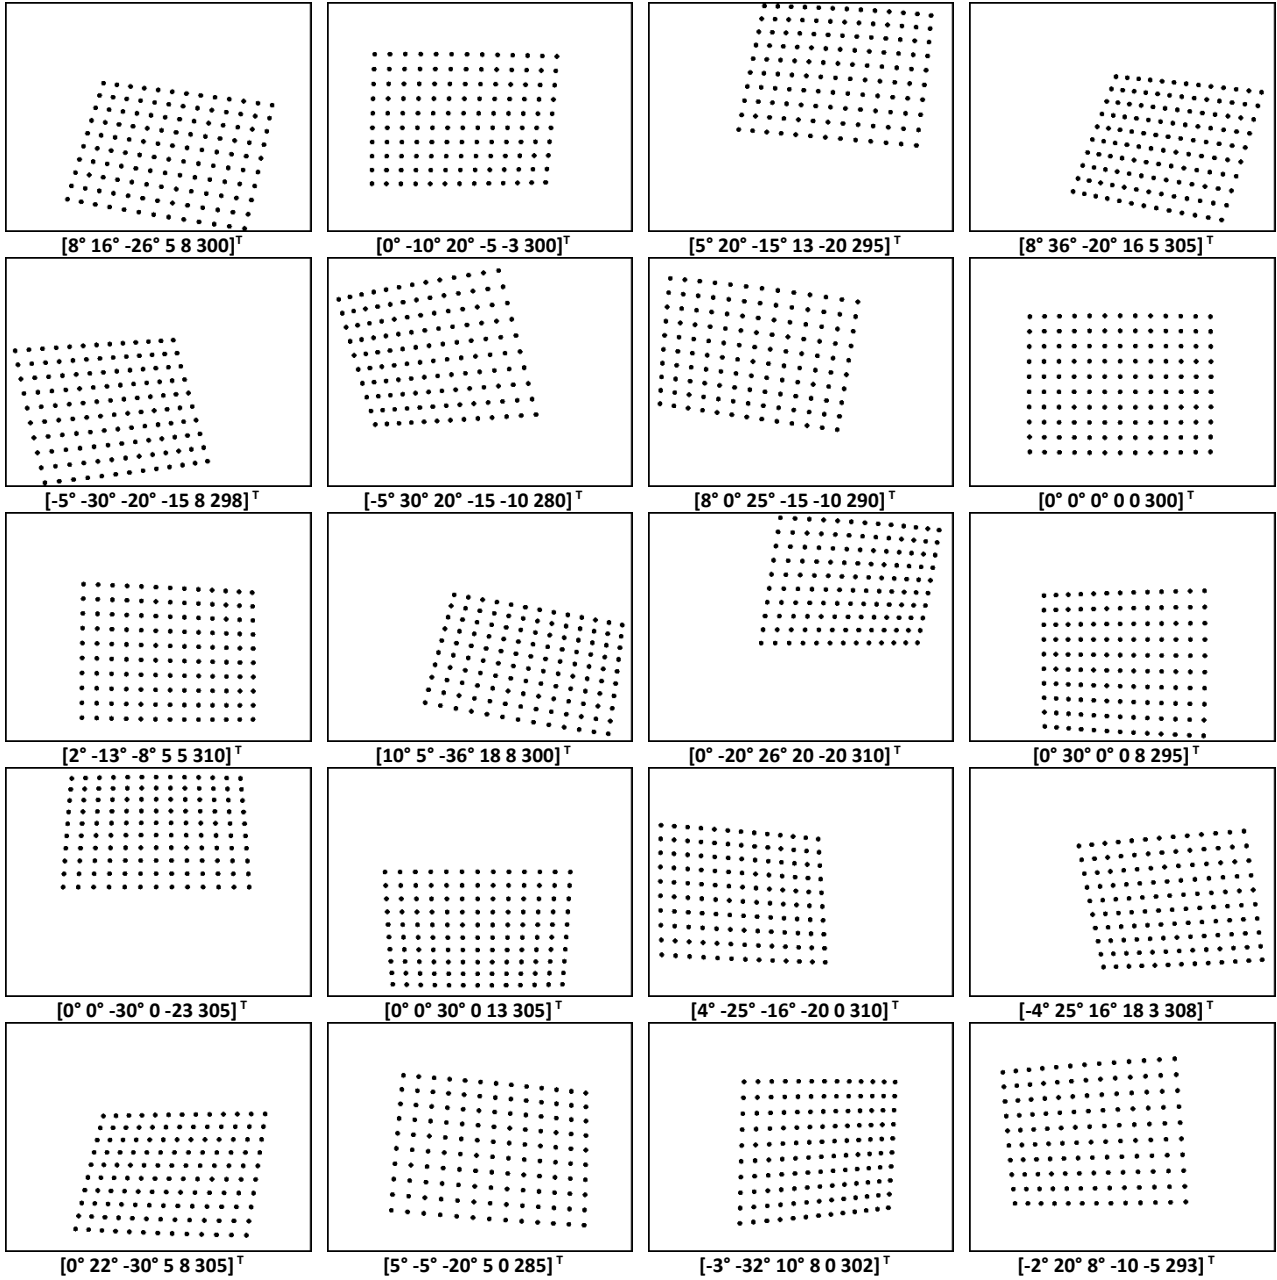 [8° 16° -26° 5 8 300]ᵀ
[0° -10° 20° -5 -3 300]ᵀ
[5° 20° -15° 13 -20 295]ᵀ
[8° 36° -20° 16 5 305]ᵀ
[-5° -30° -20° -15 8 298]ᵀ
[-5° 30° 20° -15 -10 280]ᵀ
[8° 0° 25° -15 -10 290]ᵀ
[0° 0° 0° 0 0 300]ᵀ
[2° -13° -8° 5 5 310]ᵀ
[10° 5° -36° 18 8 300]ᵀ
[0° -20° 26° 20 -20 310]ᵀ
[0° 30° 0° 0 8 295]ᵀ
[0° 0° -30° 0 -23 305]ᵀ
[0° 0° 30° 0 13 305]ᵀ
[4° -25° -16° -20 0 310]ᵀ
[-4° 25° 16° 18 3 308]ᵀ
[0° 22° -30° 5 8 305]ᵀ
[5° -5° -20° 5 0 285]ᵀ
[-3° -32° 10° 8 0 302]ᵀ
[-2° 20° 8° -10 -5 293]ᵀ